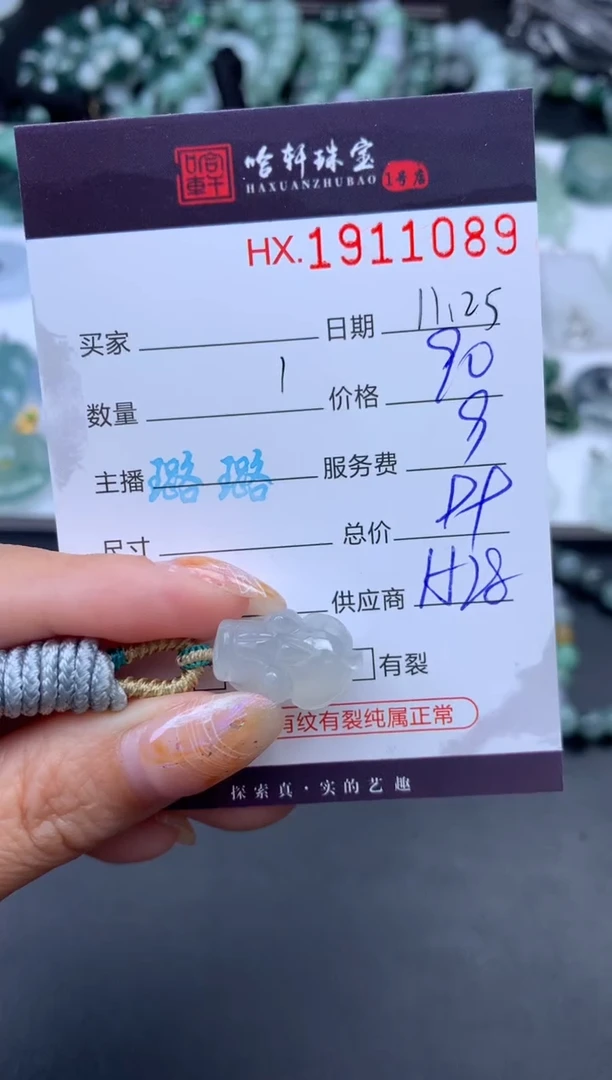 哈轩珠宝
HAXUANZHUBAO 1号店
HX.1911089
买家 日期 11.25
数量 1 价格 90
主播 璐璐 服务费 9
尺寸 总价
供应商 H28
有裂
有纹有裂纯属正常
探索真·实的艺趣